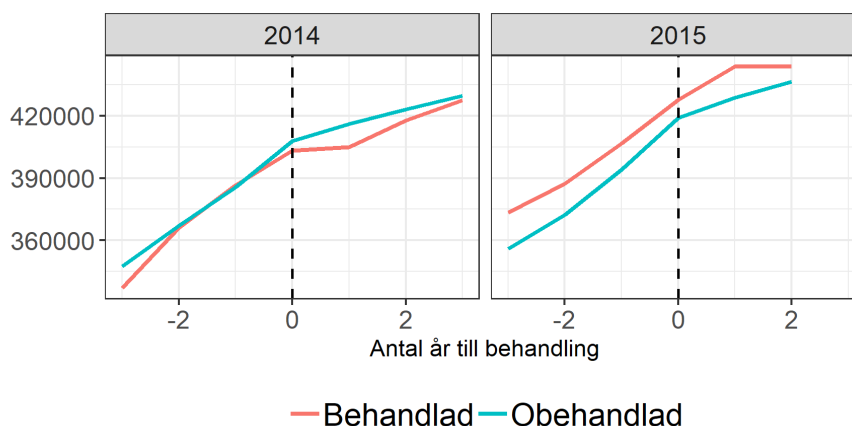 2014 2015
420000
390000
360000
-2 0 2 -2 0 2
Antal år till behandling
Behandlad Obehandlad